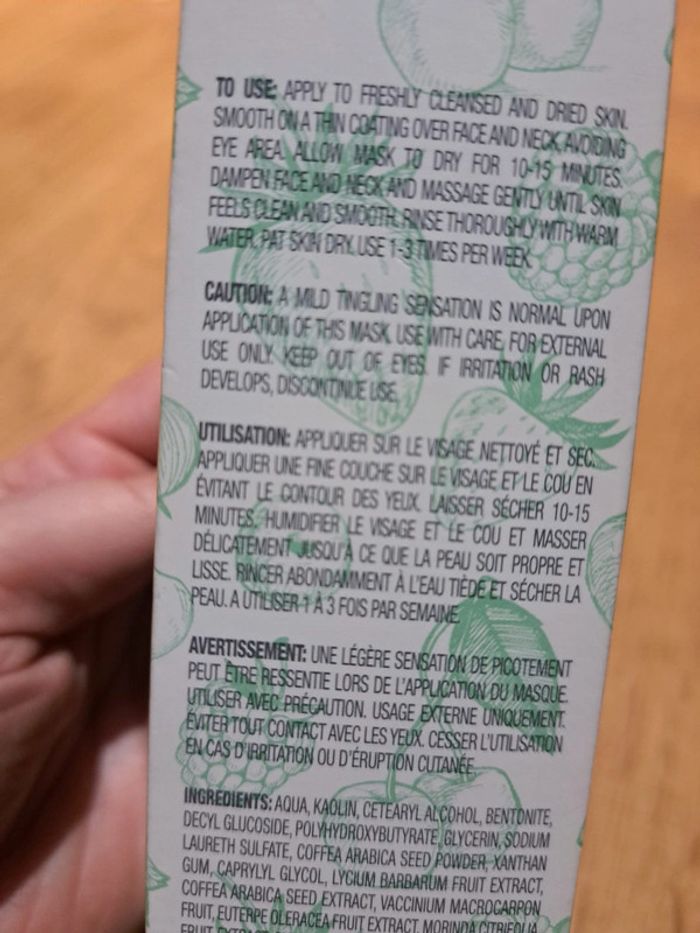 TO USE: APPLY TO FRESHLY CLEANSED AND DRIED SKIN.
SMOOTH ON A THIN COATING OVER FACE AND NECK, AVOIDING
EYE AREA. ALLOW MASK TO DRY FOR 10-15 MINUTES.
DAMPEN FACE AND NECK AND MASSAGE GENTLY UNTIL SKIN
FEELS CLEAN AND SMOOTH. RINSE THOROUGHLY WITH WARM
WATER, PAT SKIN DRY. USE 1-3 TIMES PER WEEK.
CAUTION: A MILD TINGLING SENSATION IS NORMAL UPON
APPLICATION OF THIS MASK. USE WITH CARE, FOR EXTERNAL
USE ONLY. KEEP OUT OF EYES. IF IRRITATION OR RASH
DEVELOPS, DISCONTINUE USE.
UTILISATION: APPLIQUER SUR LE VISAGE NETTOYÉ ET SEC.
APPLIQUER UNE FINE COUCHE SUR LE VISAGE ET LE COU EN
ÉVITANT LE CONTOUR DES YEUX. LAISSER SÉCHER 10-15
MINUTES. HUMIDIFIER LE VISAGE ET LE COU ET MASSER
DÉLICATEMENT JUSQU'À CE QUE LA PEAU SOIT PROPRE ET
LISSE. RINCER ABONDAMMENT À L'EAU TIÈDE ET SÉCHER LA
PEAU. A UTILISER 1 À 3 FOIS PAR SEMAINE.
AVERTISSEMENT: UNE LÉGÈRE SENSATION DE PICOTEMENT
PEUT ÊTRE RESSENTIE LORS DE L'APPLICATION DU MASQUE.
UTILISER AVEC PRÉCAUTION. USAGE EXTERNE UNIQUEMENT.
ÉVITER TOUT CONTACT AVEC LES YEUX. CESSER L'UTILISATION
EN CAS D'IRRITATION OU D'ÉRUPTION CUTANÉE.
INGREDIENTS: AQUA, KAOLIN, CETEARYL ALCOHOL, BENTONITE,
DECYL GLUCOSIDE, POLYHYDROXYBUTYRATE, GLYCERIN, SODIUM
LAURETH SULFATE, COFFEA ARABICA SEED POWDER, XANTHAN
GUM, CAPRYLYL GLYCOL, LYCIUM BARBARUM FRUIT EXTRACT,
COFFEA ARABICA SEED EXTRACT, VACCINIUM MACROCARPON
FRUIT, EUTERPE OLERACEA FRUIT EXTRACT, MORINDA CITRIFOLIA